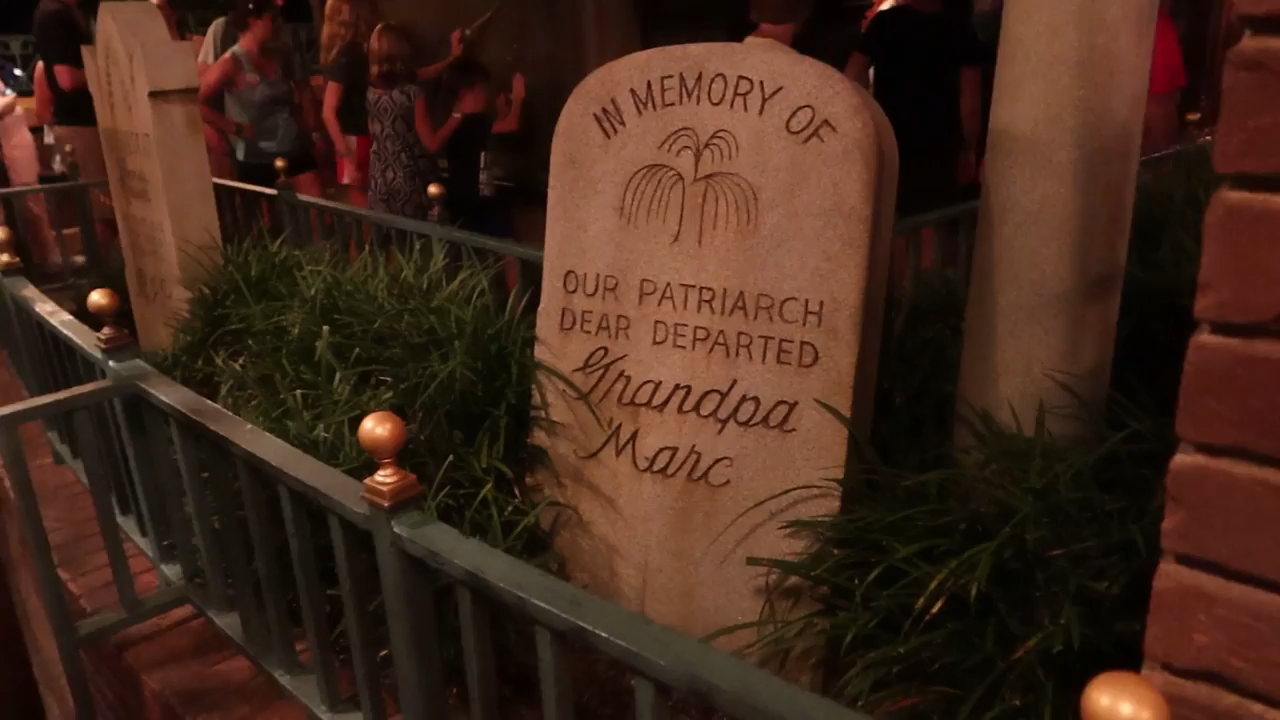 IN MEMORY OF
OUR PATRIARCH
DEAR DEPARTED
Grandpa
Marc